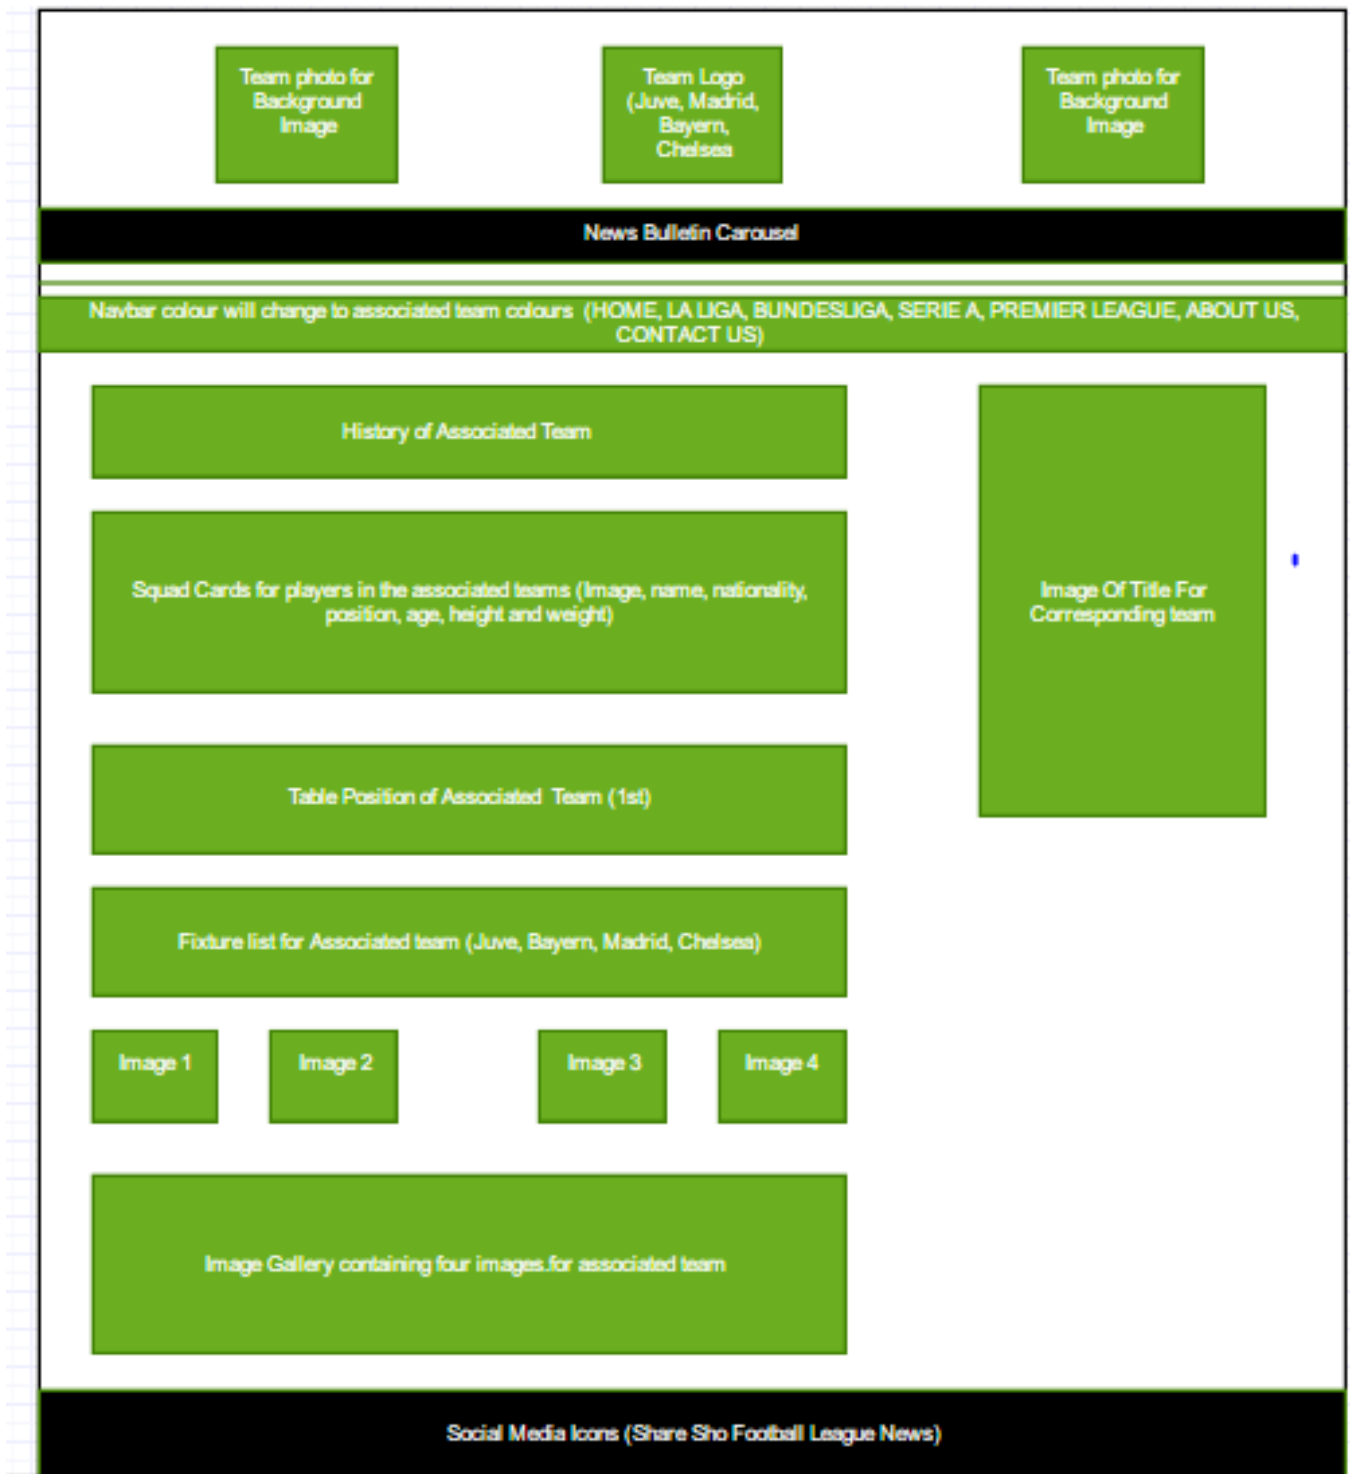 Team photo for
Background
Image
Team Logo
(Juve, Madrid,
Bayern,
Chelsea
Team photo for
Background
Image
News Bulletin Carousel
Navbar colour will change to associated team colours (HOME, LA LIGA, BUNDESLIGA, SERIE A, PREMIER LEAGUE, ABOUT US,
CONTACT US)
History of Associated Team
Squad Cards for players in the associated teams (Image, name, nationality,
position, age, height and weight)
Image Of Title For
Corresponding team
Table Position of Associated Team (1st)
Fixture list for Associated team (Juve, Bayern, Madrid, Chelsea)
Image 1
Image 2
Image 3
Image 4
Image Gallery containing four images.for associated team
Social Media Icons (Share Sho Football League News)